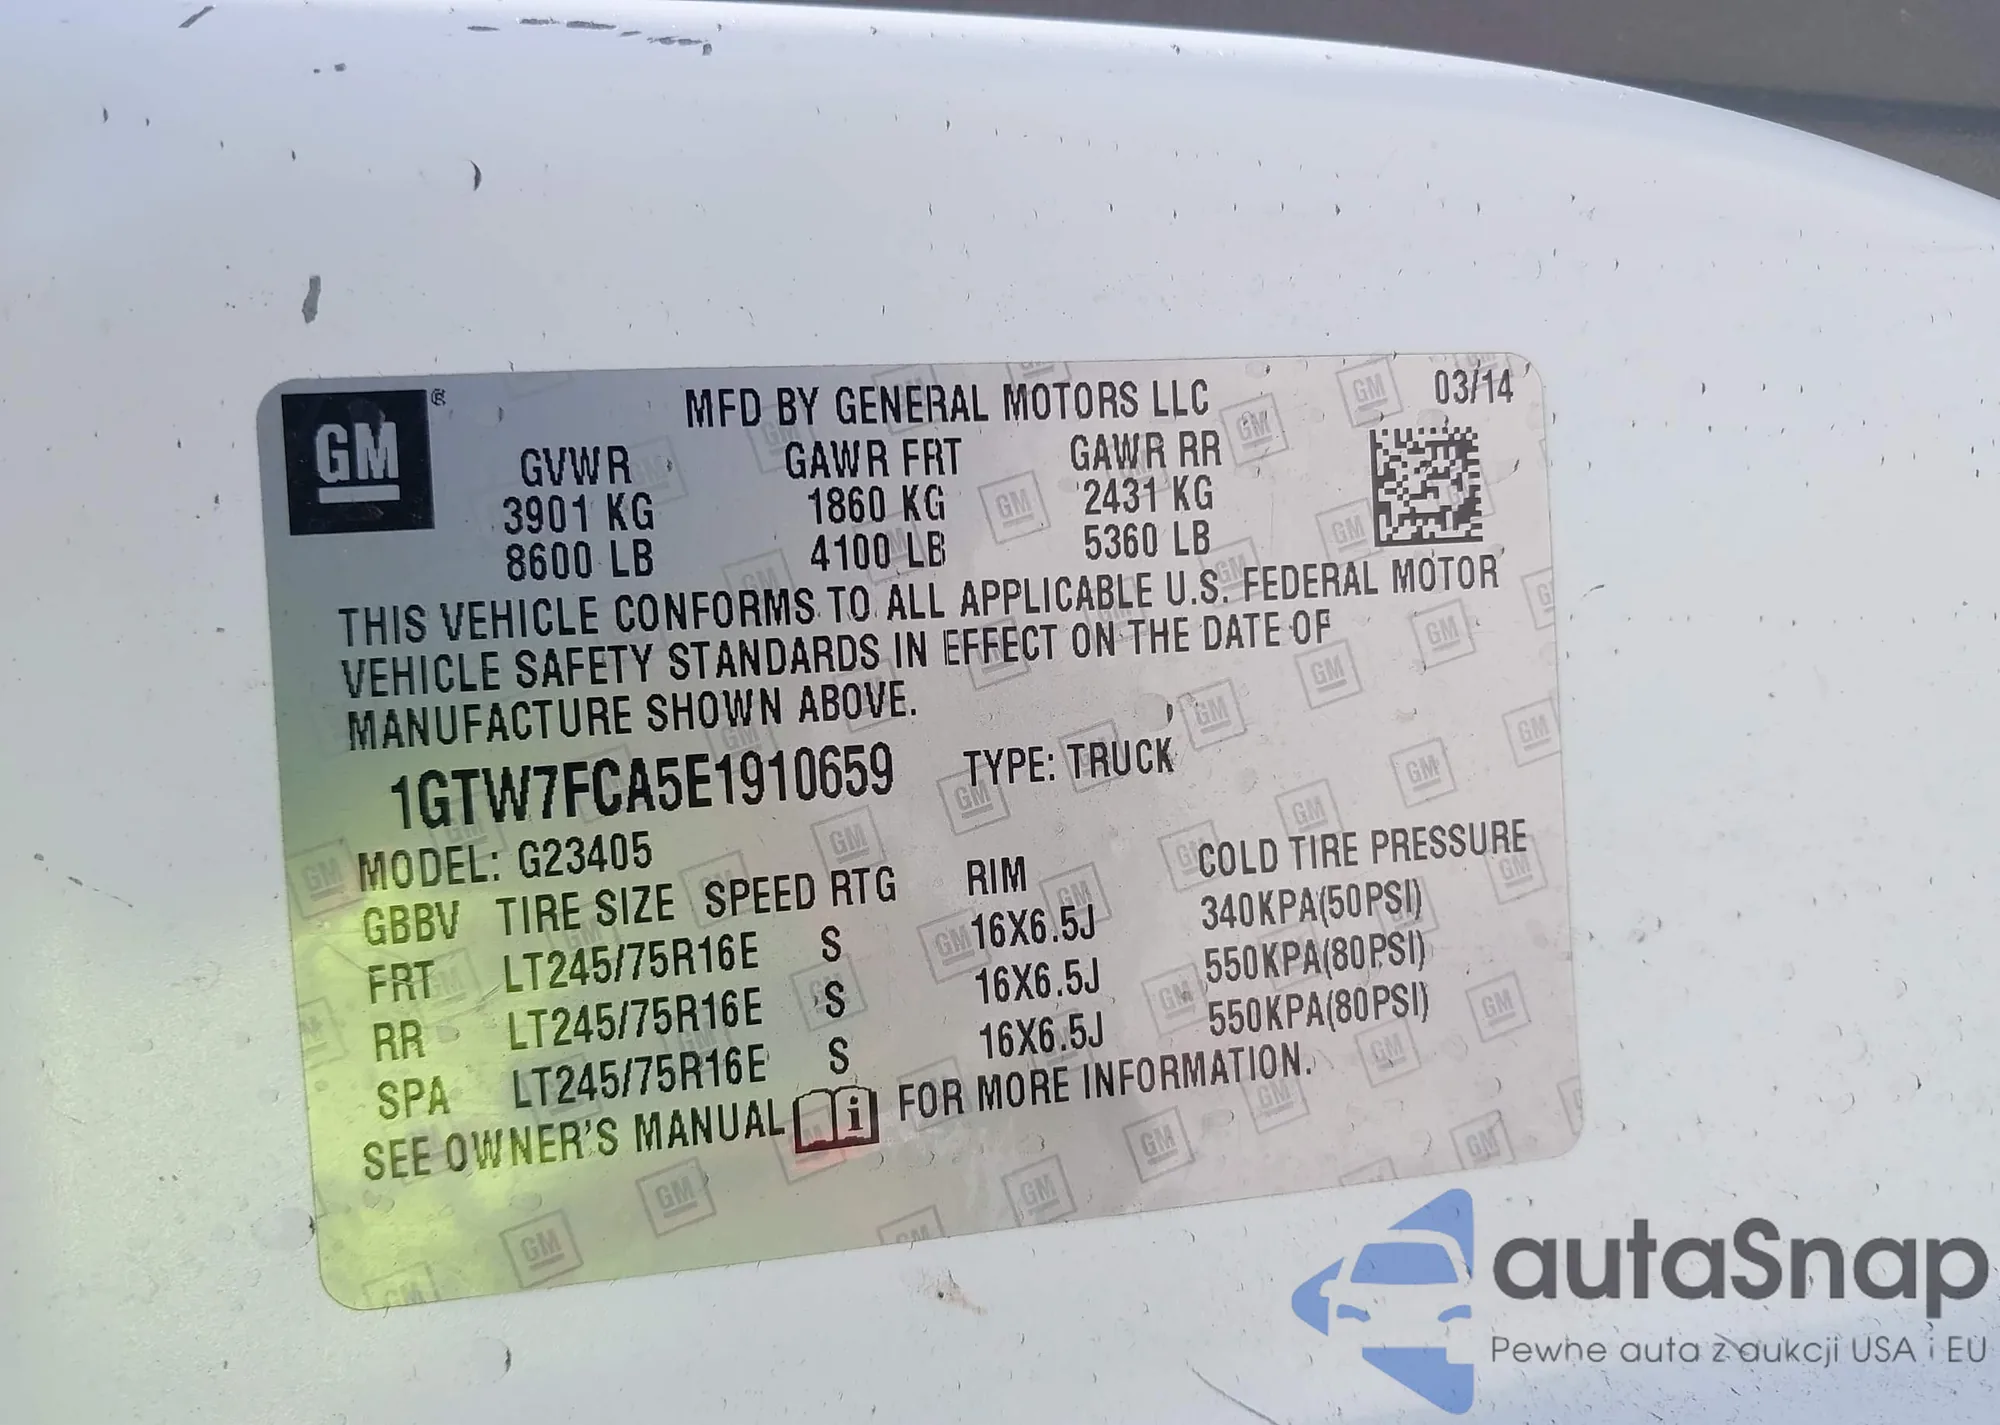 GM®
MFD BY GENERAL MOTORS LLC 03/14
GVWR GAWR FRT GAWR RR
3901 KG 1860 KG 2431 KG
8600 LB 4100 LB 5360 LB
THIS VEHICLE CONFORMS TO ALL APPLICABLE U.S. FEDERAL MOTOR
VEHICLE SAFETY STANDARDS IN EFFECT ON THE DATE OF
MANUFACTURE SHOWN ABOVE.
1GTW7FCA5E1910659 TYPE: TRUCK
MODEL: G23405
GBBV TIRE SIZE SPEED RTG RIM COLD TIRE PRESSURE
FRT LT245/75R16E S 16X6.5J 340KPA(50PSI)
RR LT245/75R16E S 16X6.5J 550KPA(80PSI)
SPA LT245/75R16E S 16X6.5J 550KPA(80PSI)
SEE OWNER'S MANUAL i FOR MORE INFORMATION.
autaSnap
Pewne auta z aukcji USA i EU